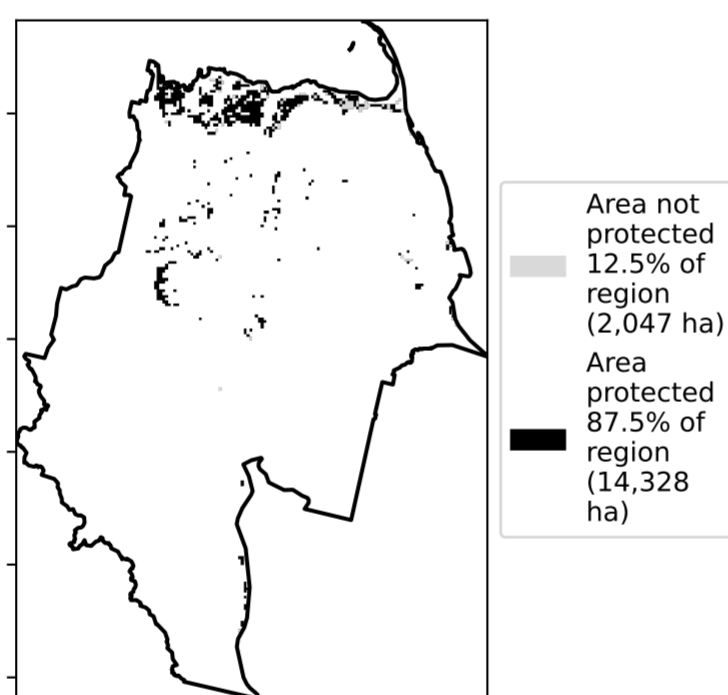 Area not
protected
12.5% of
region
(2,047 ha)
Area
protected
87.5% of
region
(14,328
ha)